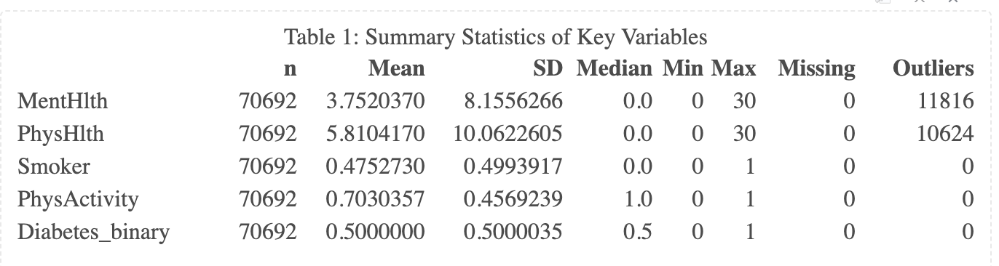 Table 1: Summary Statistics of Key Variables
n Mean SD Median Min Max Missing Outliers
MentHlth 70692 3.7520370 8.1556266 0.0 0 30 0 11816
PhysHlth 70692 5.8104170 10.0622605 0.0 0 30 0 10624
Smoker 70692 0.4752730 0.4993917 0.0 0 1 0 0
PhysActivity 70692 0.7030357 0.4569239 1.0 0 1 0 0
Diabetes_binary 70692 0.5000000 0.5000035 0.5 0 1 0 0